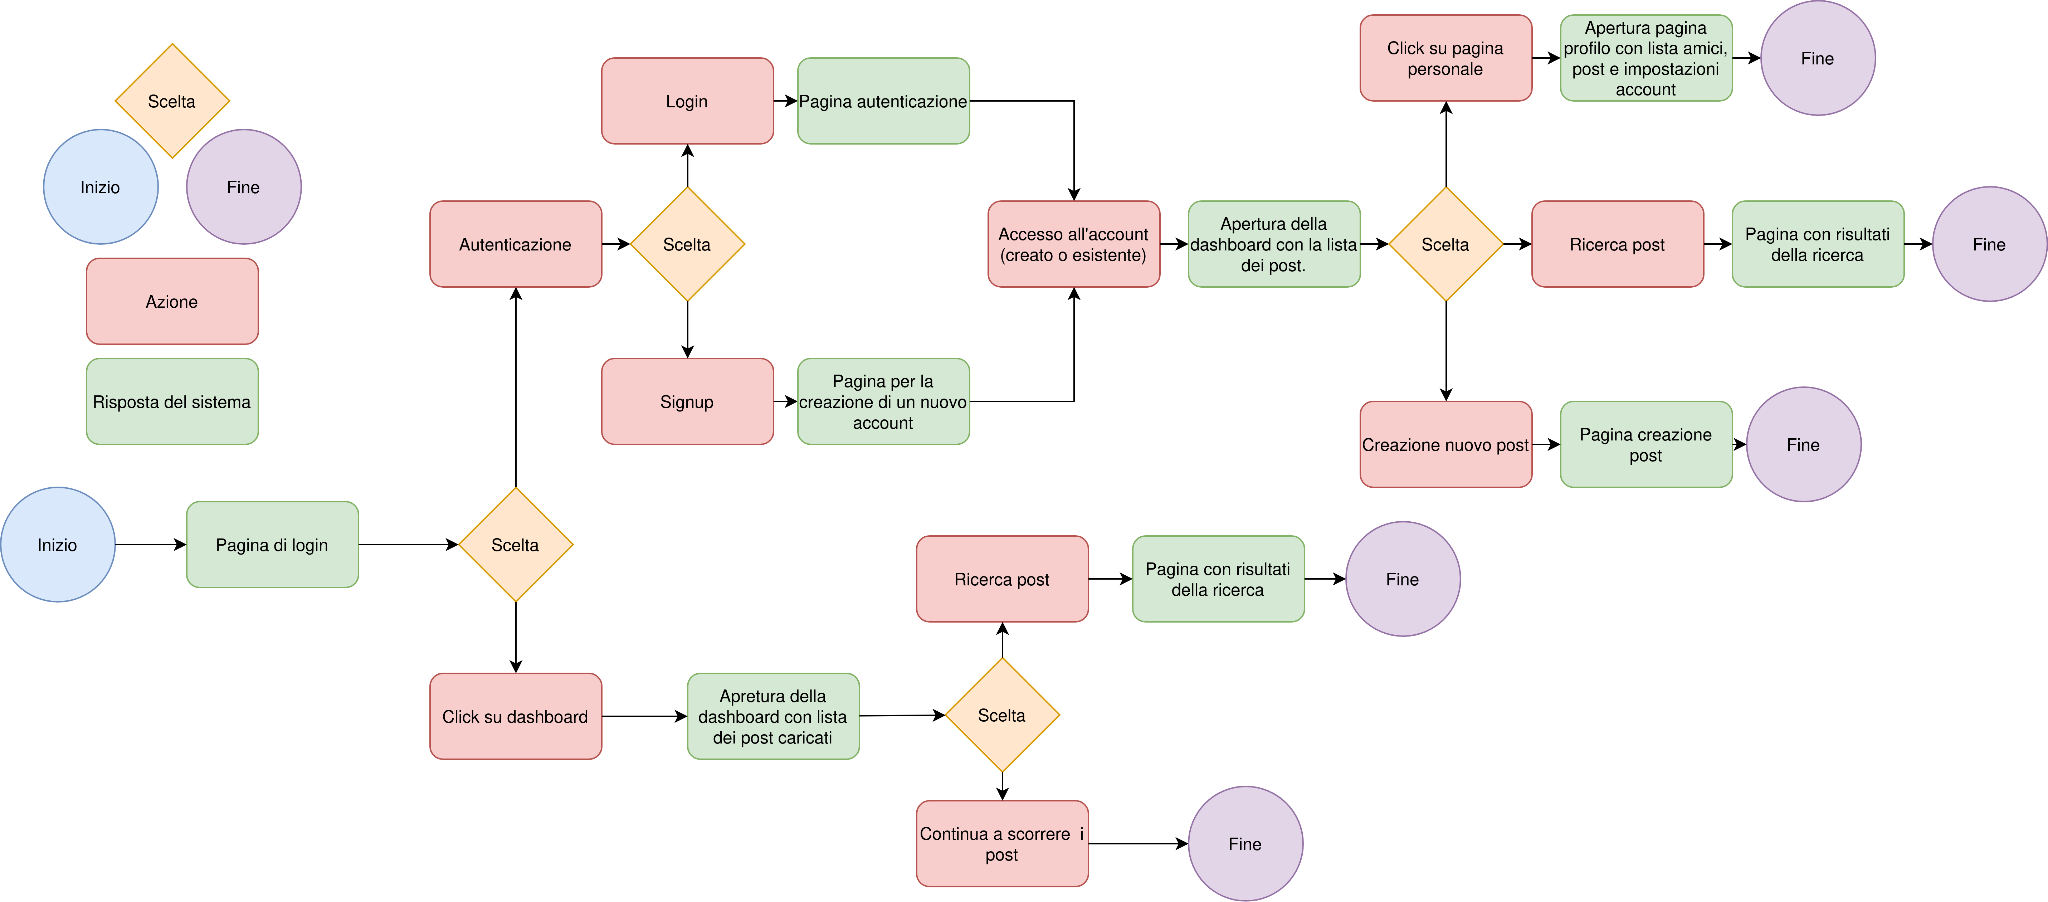 Scelta
Inizio
Fine
Azione
Risposta del sistema
Inizio
Pagina di login
Scelta
Autenticazione
Scelta
Login
Pagina autenticazione
Signup
Pagina per la
creazione di un nuovo
account
Accesso all'account
(creato o esistente)
Apertura della
dashboard con la lista
dei post.
Scelta
Click su pagina
personale
Apertura pagina
profilo con lista amici,
post e impostazioni
account
Fine
Ricerca post
Pagina con risultati
della ricerca
Fine
Creazione nuovo post
Pagina creazione
post
Fine
Click su dashboard
Apretura della
dashboard con lista
dei post caricati
Scelta
Ricerca post
Pagina con risultati
della ricerca
Fine
Continua a scorrere i
post
Fine